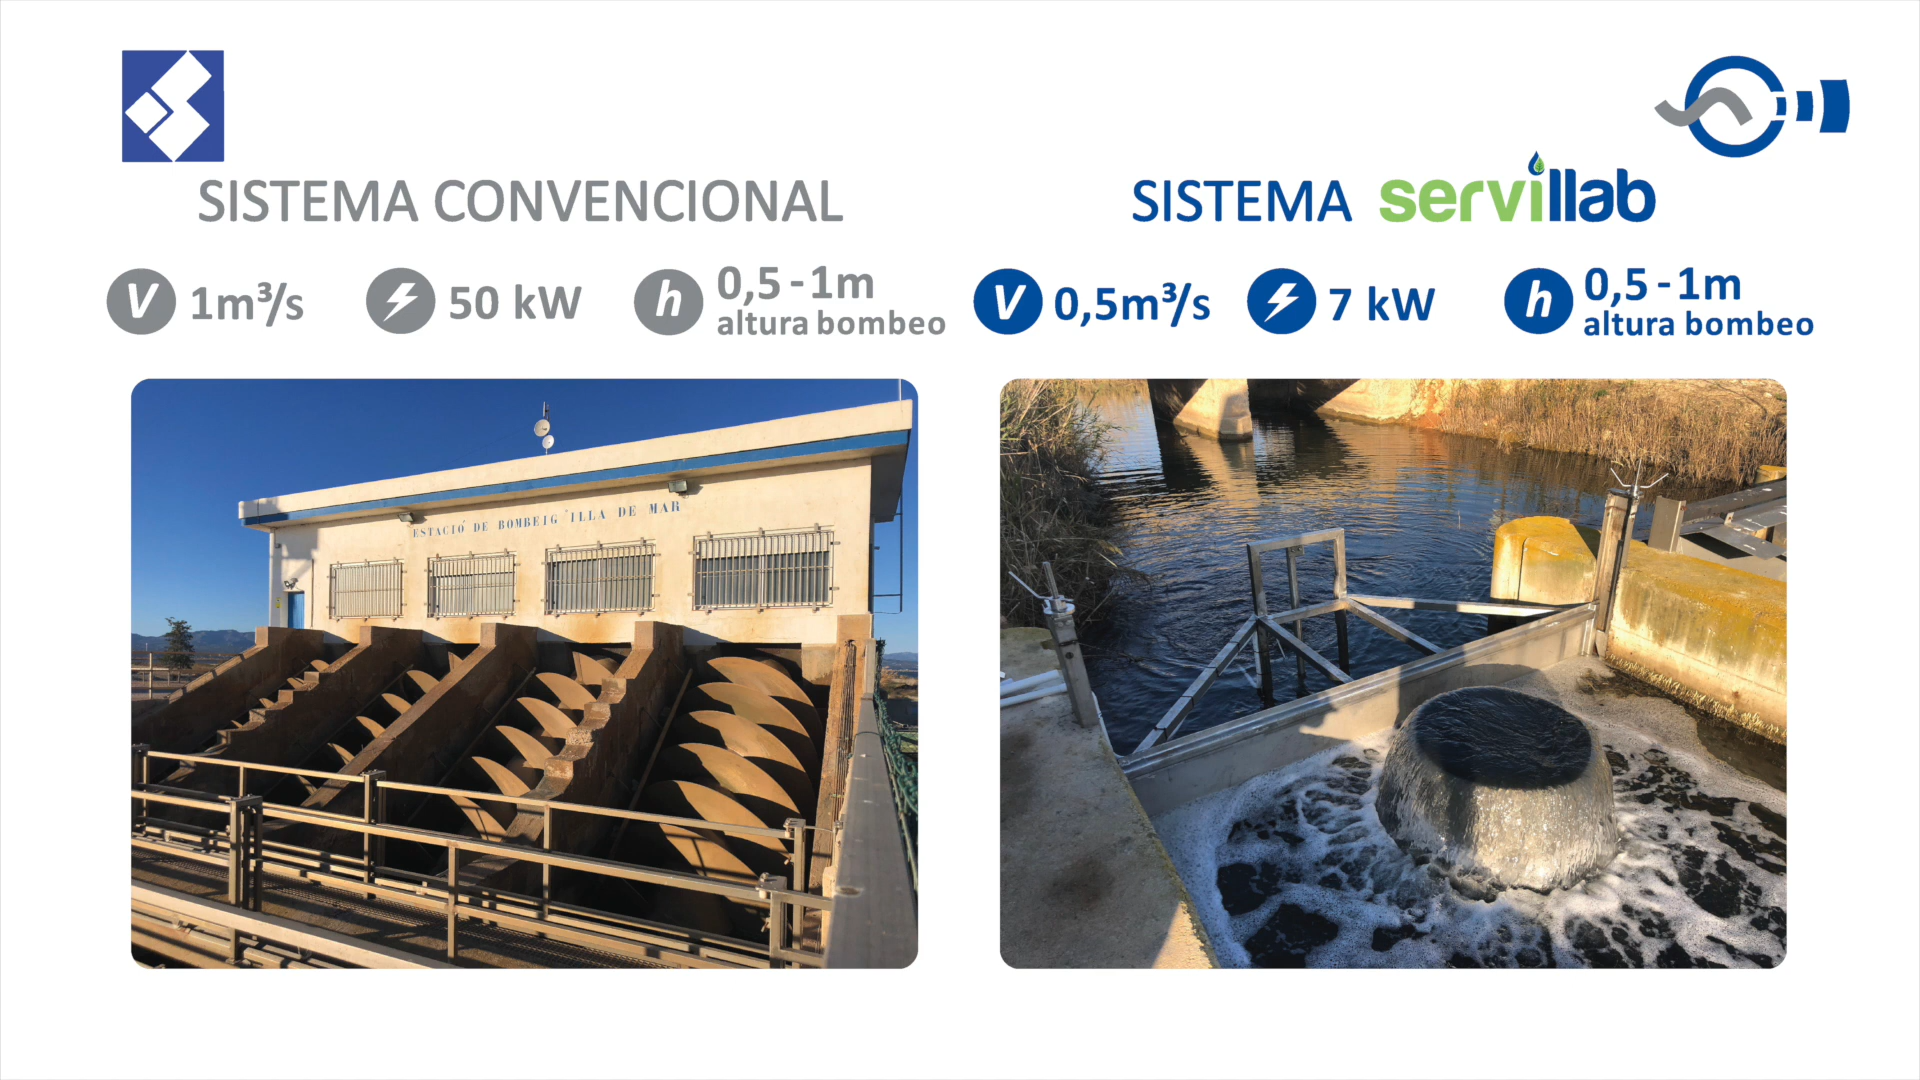 SISTEMA CONVENCIONAL
V 1m³/s
50 kW
h 0,5 - 1m
altura bombeo
ESTACIÓ DE BOMBEIG ILLA DE MAR
SISTEMA servillab
V 0,5m³/s
7 kW
h 0,5 - 1m
altura bombeo